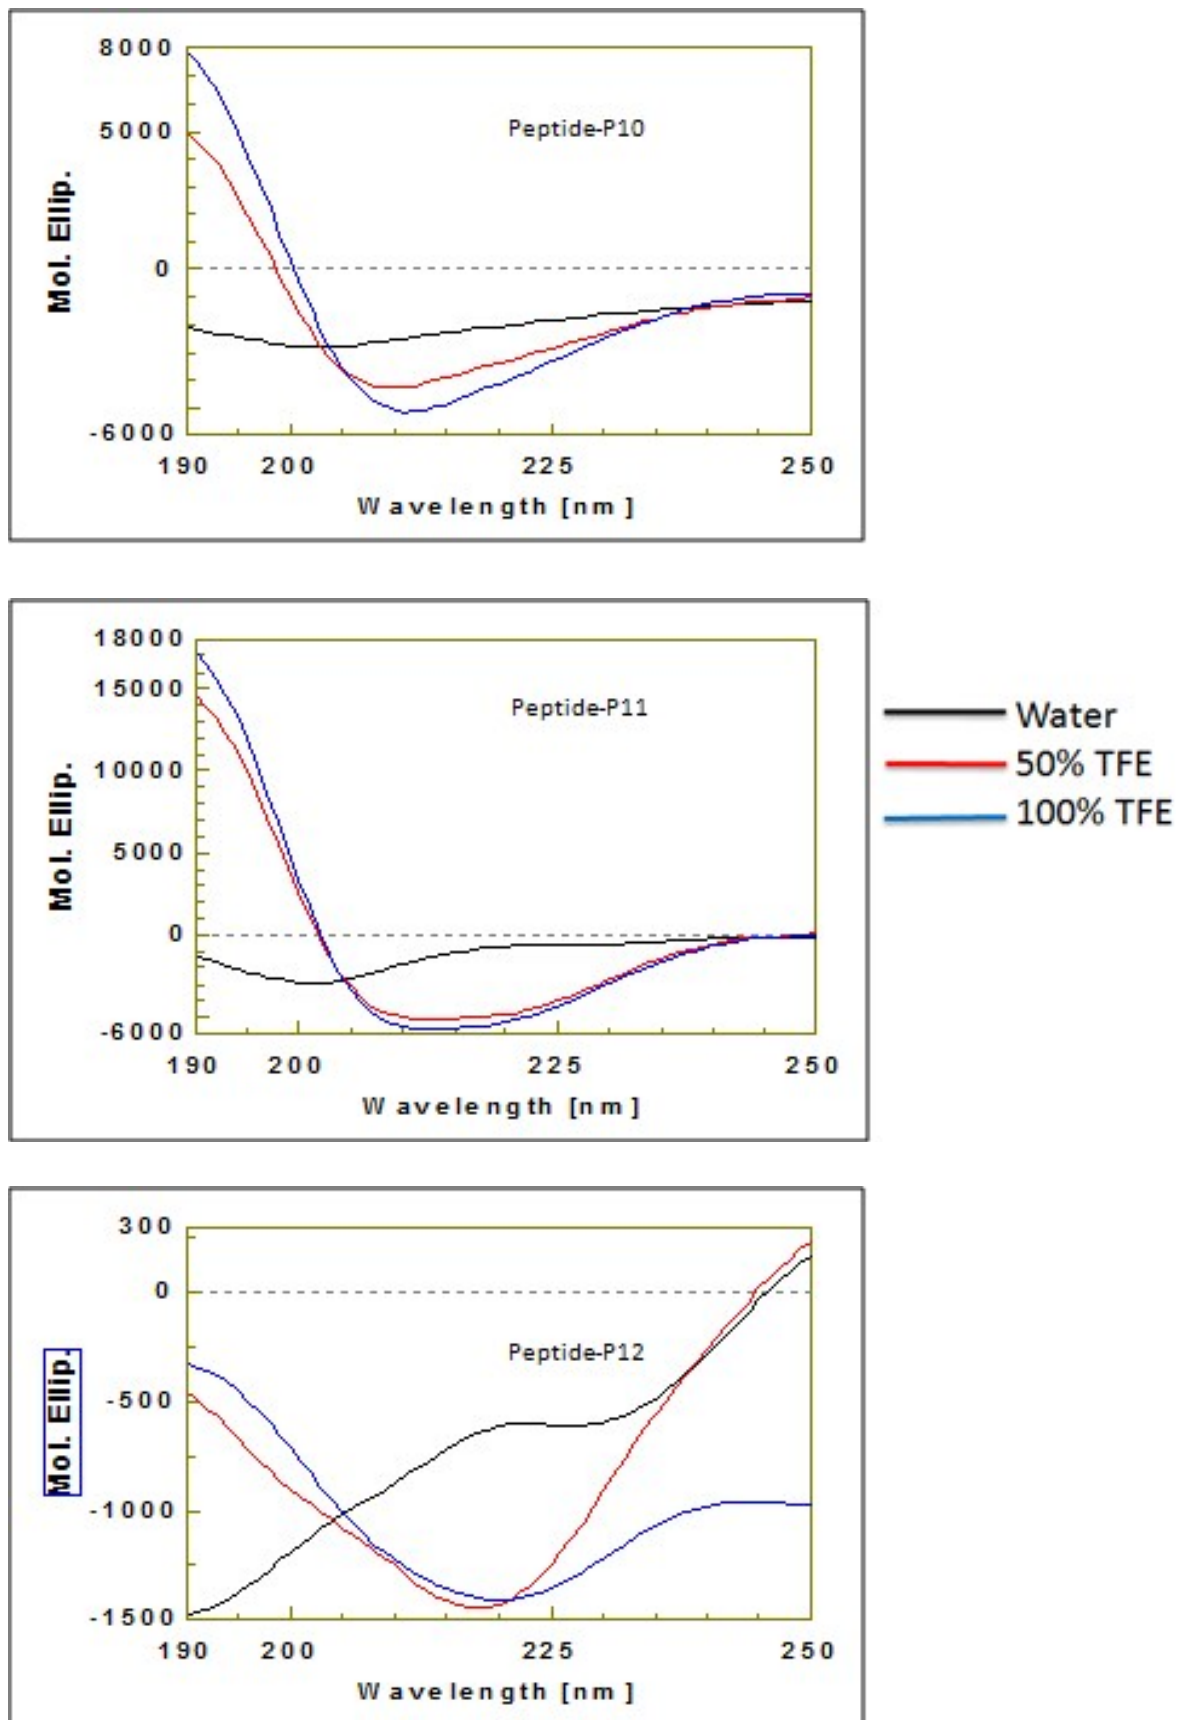 8000
Peptide-P10
5000
Mol. Ellip.
0
-6000
190 200 225 250
Wavelength [nm]
18000
15000
Peptide-P11
Water
50% TFE
100% TFE
10000
Mol. Ellip.
5000
0
-6000
190 200 225 250
Wavelength [nm]
300
0
Peptide-P12
Mol. Ellip.
-500
-1000
-1500
190 200 225 250
Wavelength [nm]